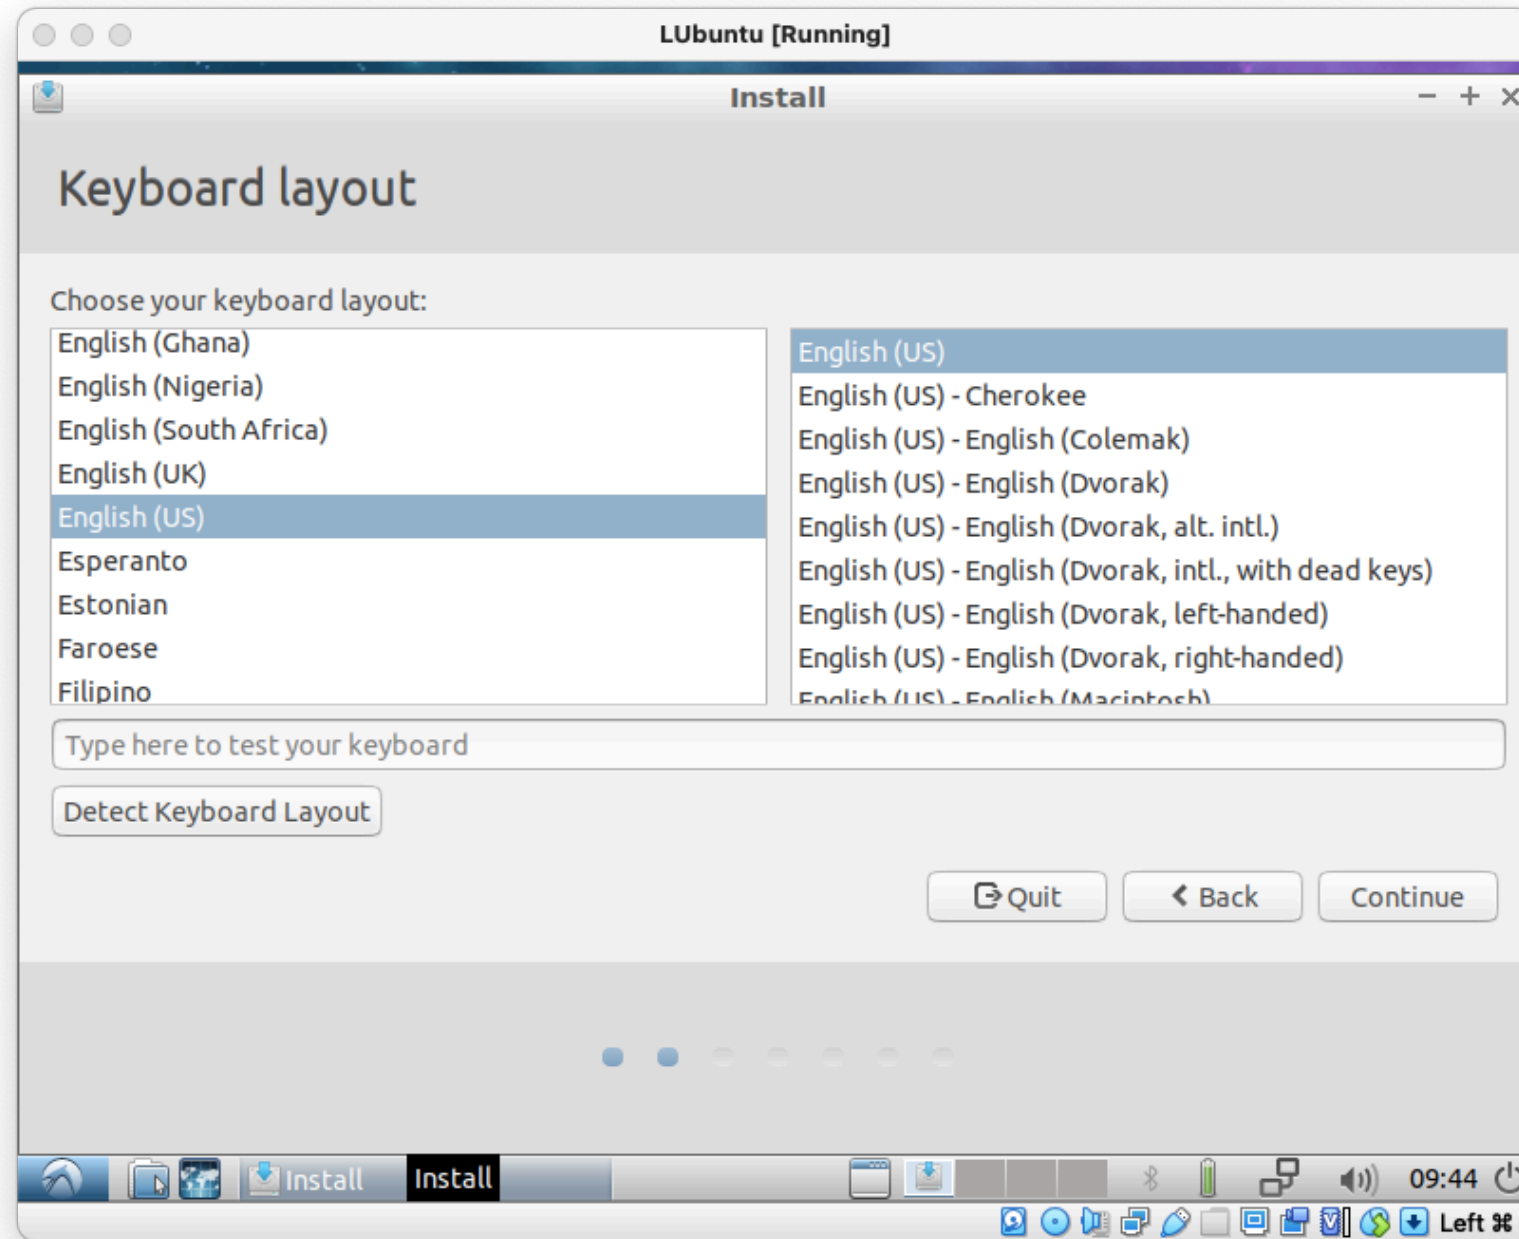 LUbuntu [Running]
Install
Keyboard layout
Choose your keyboard layout:
English (Ghana)
English (Nigeria)
English (South Africa)
English (UK)
English (US)
Esperanto
Estonian
Faroese
Filipino
English (US)
English (US) - Cherokee
English (US) - English (Colemak)
English (US) - English (Dvorak)
English (US) - English (Dvorak, alt. intl.)
English (US) - English (Dvorak, intl., with dead keys)
English (US) - English (Dvorak, left-handed)
English (US) - English (Dvorak, right-handed)
English (US) - English (Macintosh)
Type here to test your keyboard
Detect Keyboard Layout
Quit
Back
Continue
Install
Install
09:44
Left ⌘